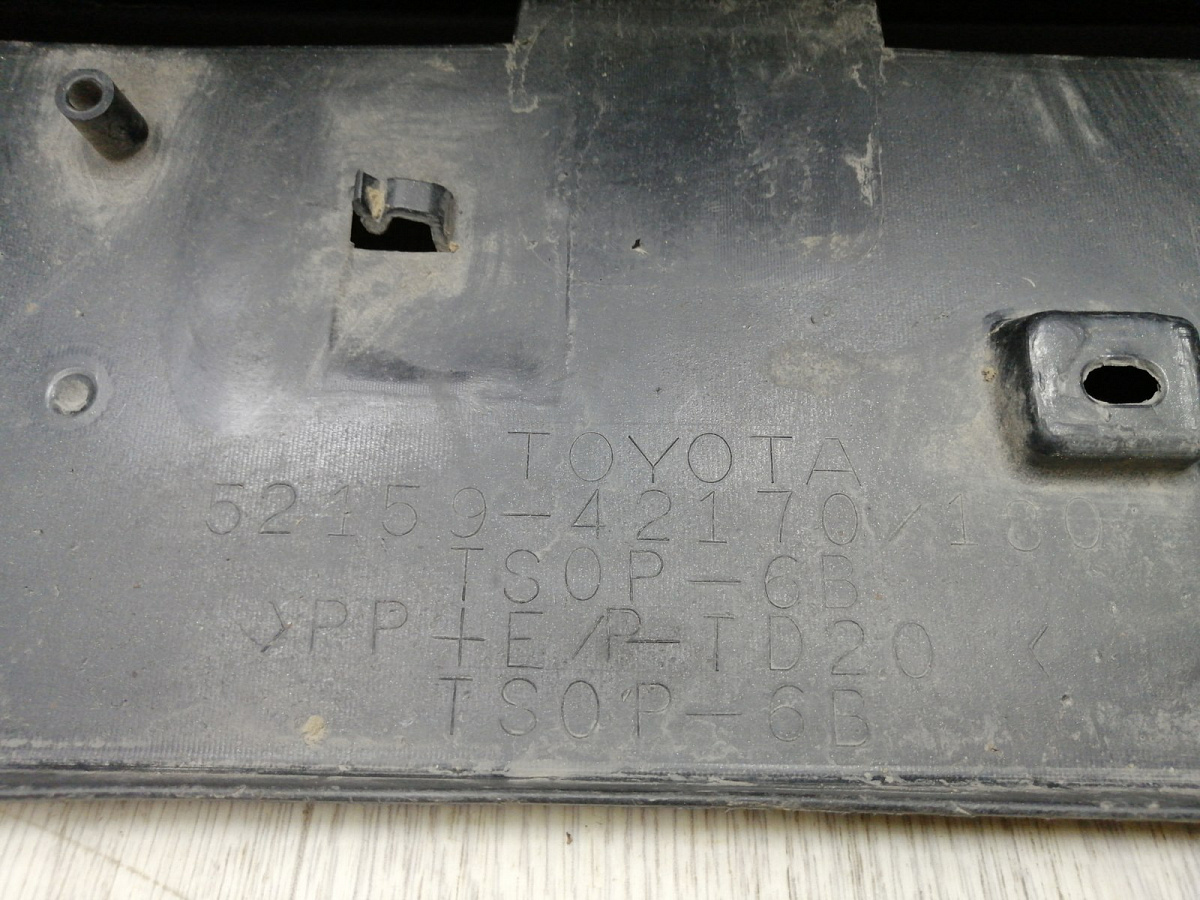 TOYOTA
52159-42170/180
TSOP-6B
>PP+E/P-TD20 <
TSOP-6B